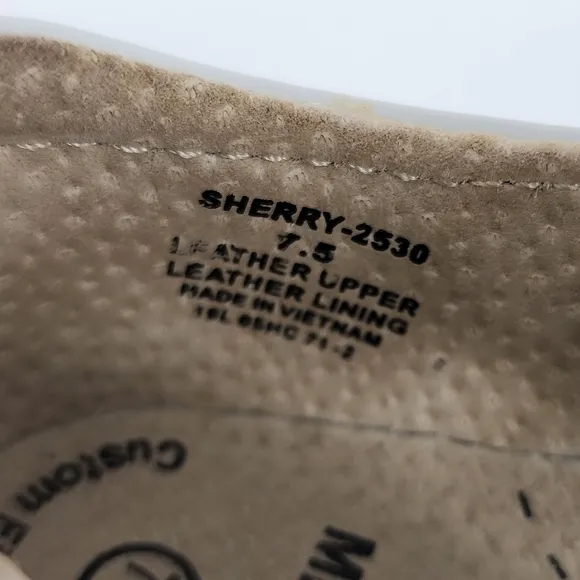 SHERRY-2530
7.5
LEATHER UPPER
LEATHER LINING
MADE IN VIETNAM
Custom